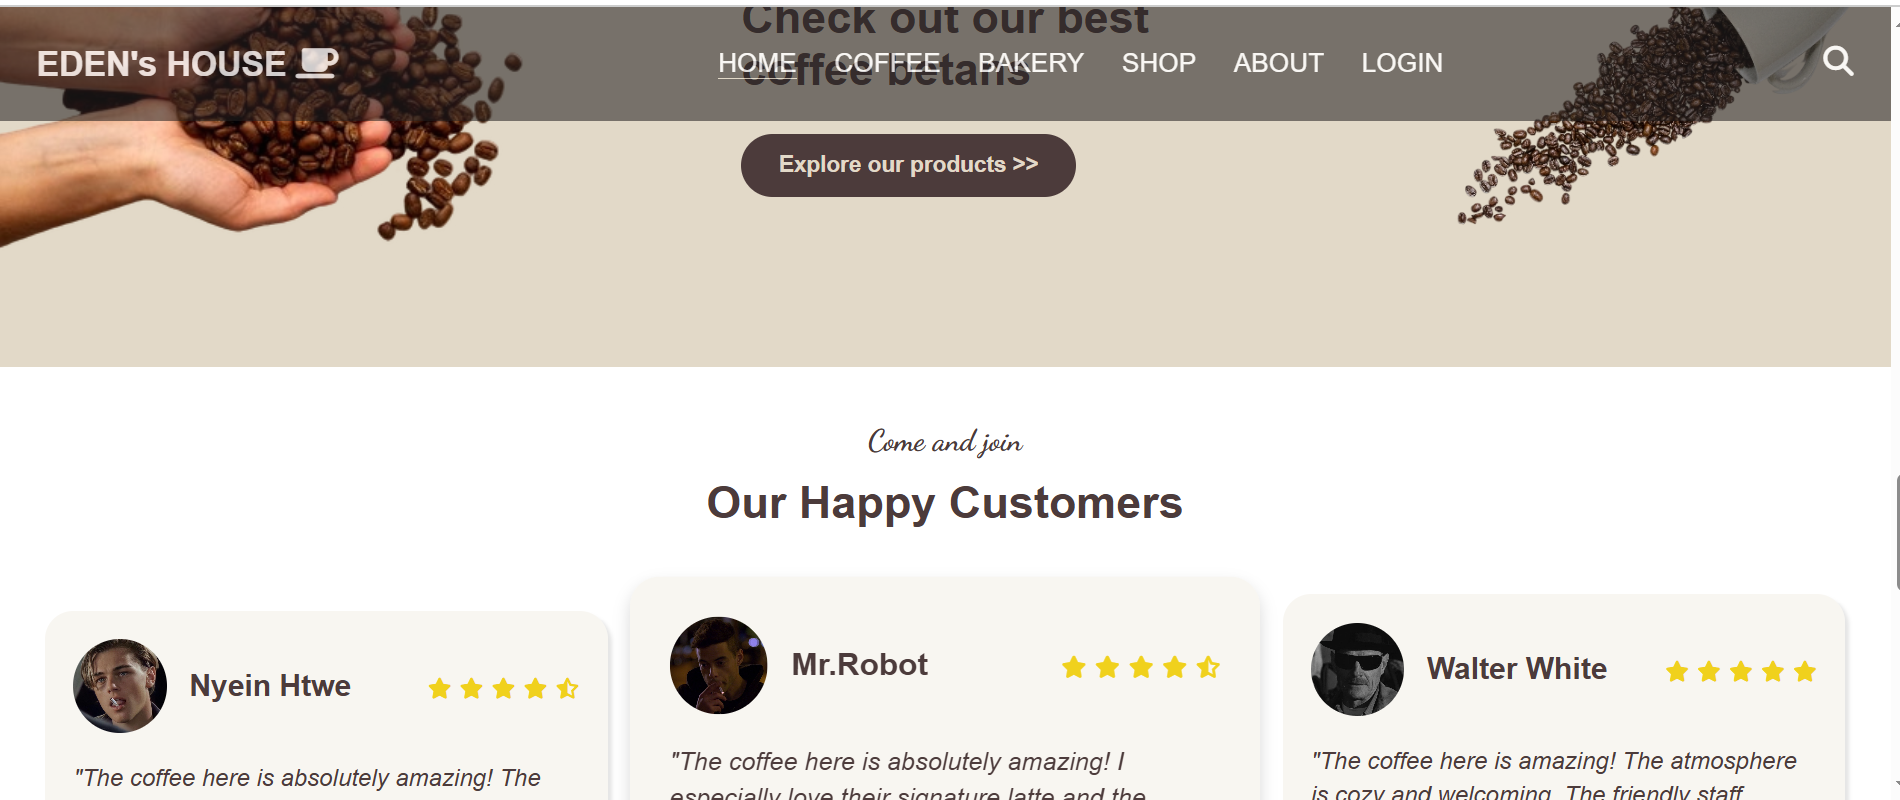 Check out our best
EDEN's HOUSE HOME COFFEE BAKERY SHOP ABOUT LOGIN
coffee betans
Explore our products >>
Come and join
Our Happy Customers
Nyein Htwe
"The coffee here is absolutely amazing! The
Mr.Robot
"The coffee here is absolutely amazing! I
especially love their signature latte and the
Walter White
"The coffee here is amazing! The atmosphere
is cozy and welcoming. The friendly staff